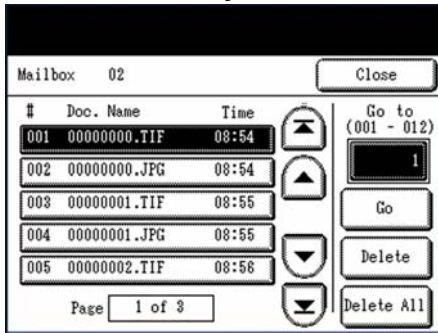 Mailbox 02 Close
# Doc. Name Time Go to
(001 - 012)
001 00000000.TIF 08:54 1
002 00000000.JPG 08:54
003 00000001.TIF 08:55 Go
004 00000001.JPG 08:55
005 00000002.TIF 08:56 Delete
Page 1 of 3 Delete All